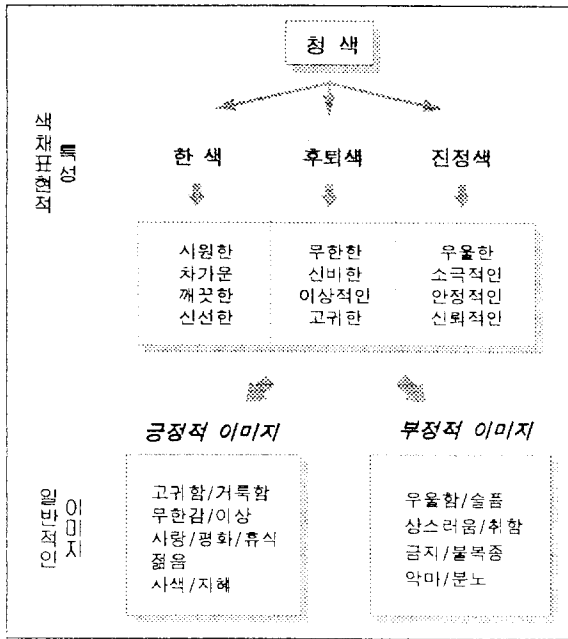 청 색
색채표현적
특성
한 색
후퇴색
진정색
시원한
차가운
깨끗한
신선한
무한한
신비한
이상적인
고귀한
우울한
소극적인
안정적인
신뢰적인
긍정적 이미지
부정적 이미지
일반적인
이미지
고귀함/거룩함
무한감/이상
사랑/평화/휴식
젊음
사색/지혜
우울함/슬픔
상스러움/취함
금지/불복종
악마/분노